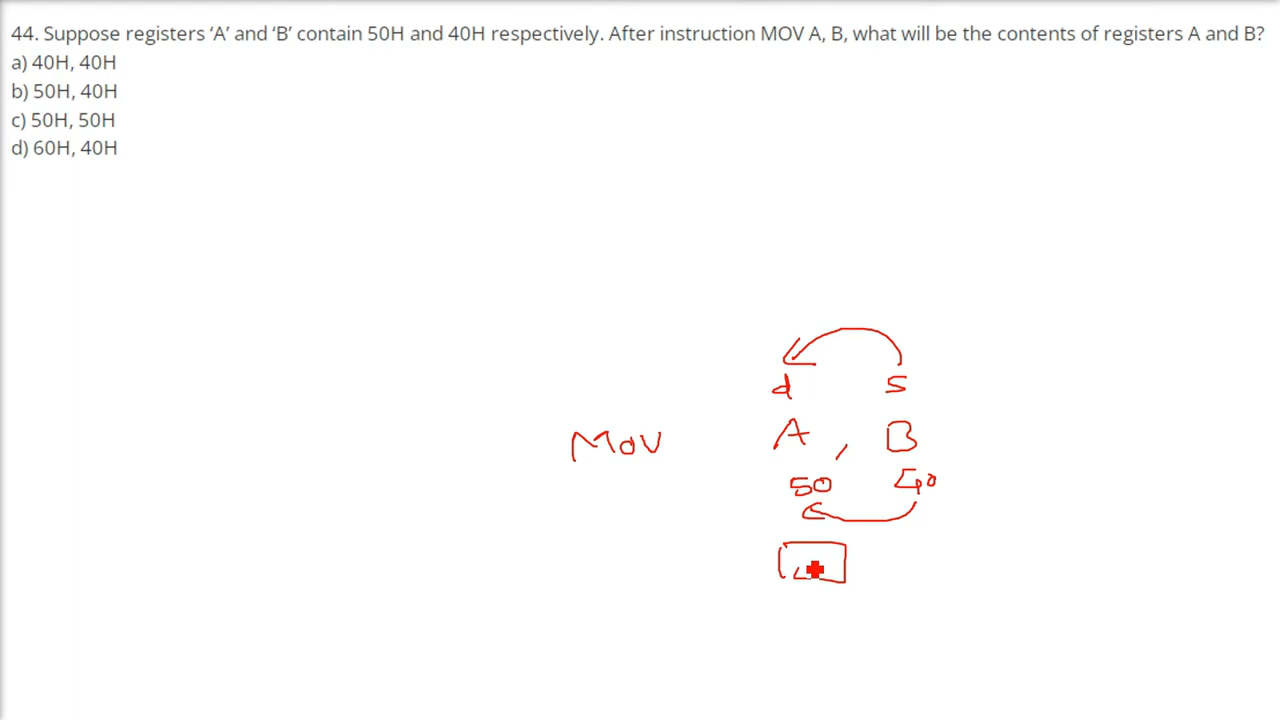 44. Suppose registers ‘A’ and ‘B’ contain 50H and 40H respectively. After instruction MOV A, B, what will be the contents of registers A and B?
a) 40H, 40H
b) 50H, 40H
c) 50H, 50H
d) 60H, 40H
d s
Mov A , B
50 40